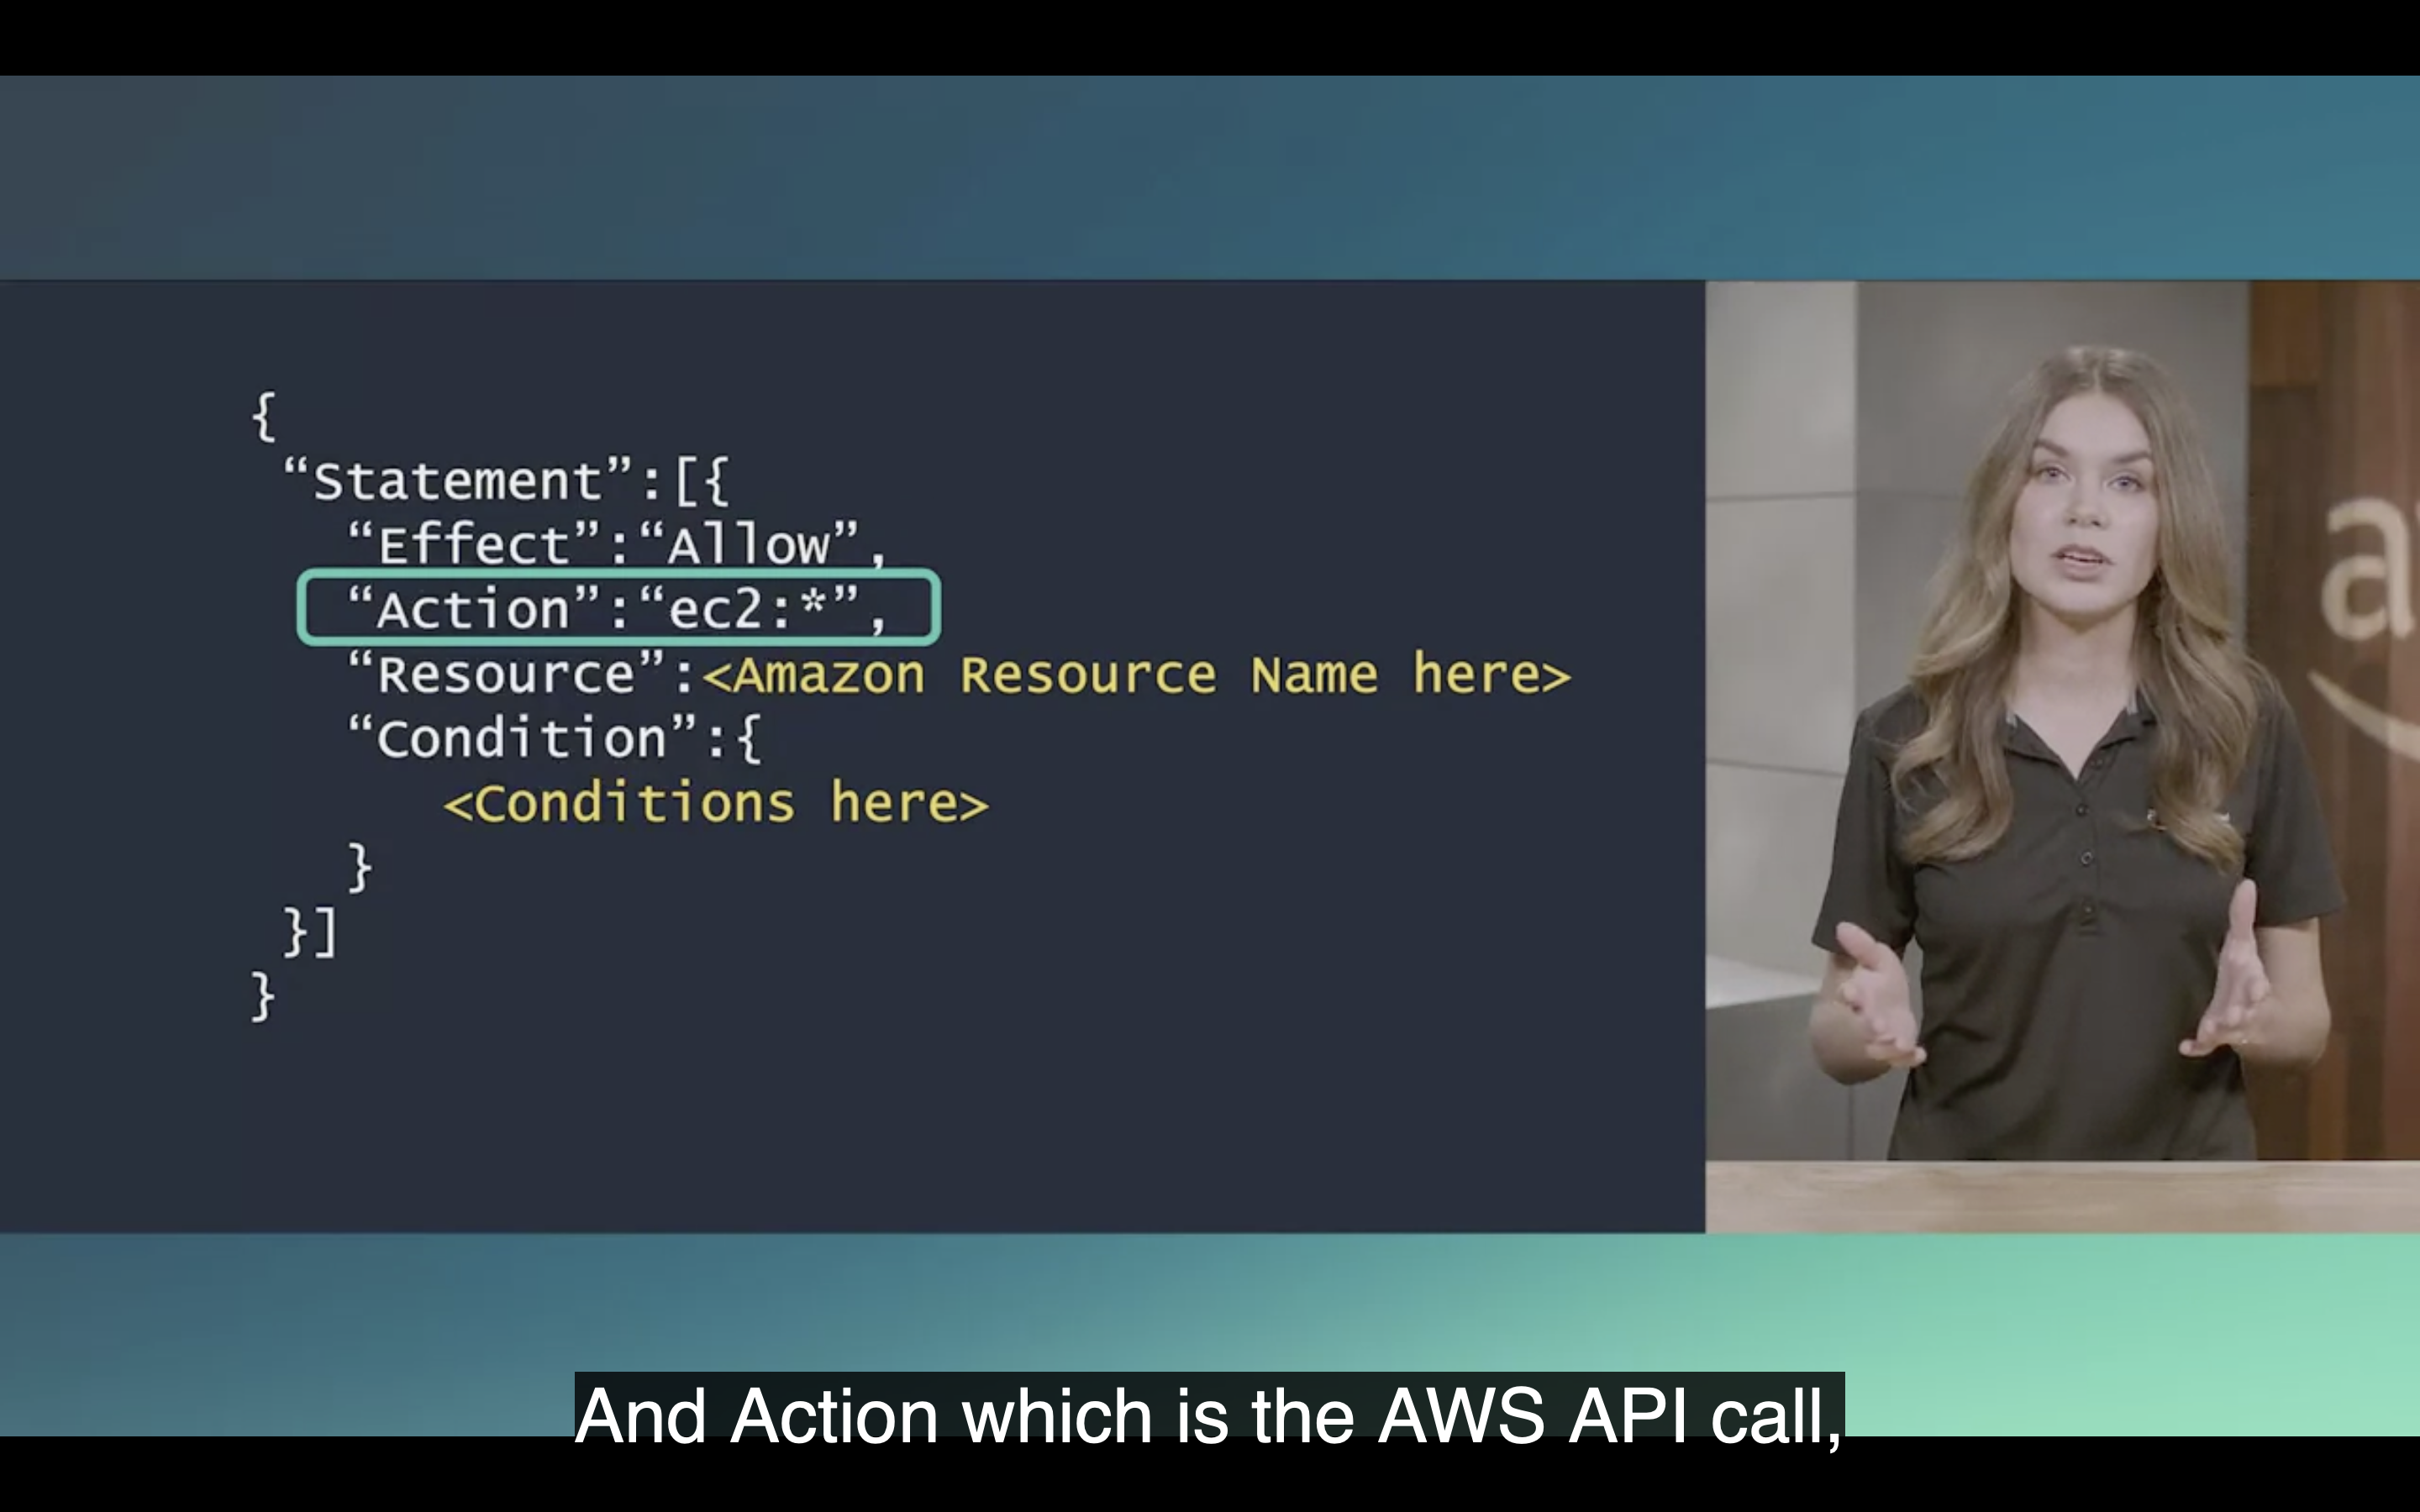 {
“Statement”:[{
“Effect”:“Allow”,
“Action”:“ec2:*”,
“Resource”:<Amazon Resource Name here>
“Condition”:{
<Conditions here>
}
}]
}
And Action which is the AWS API call,